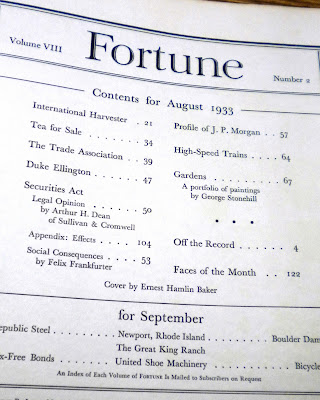 Volume VIII
Fortune
Number 2
Contents for August 1933
International Harvester . 21
Tea for Sale . . . . . . . 34
The Trade Association . . 39
Duke Ellington . . . . . . 47
Securities Act
Legal Opinion . . . . . 50
by Arthur H. Dean
of Sullivan & Cromwell
Appendix: Effects . . . . 104
Social Consequences . . . 53
by Felix Frankfurter
Profile of J. P. Morgan . . 57
High-Speed Trains . . . . 64
Gardens . . . . . . . . 67
A portfolio of paintings
by George Stonehill
• • •
Off the Record . . . . . . 4
Faces of the Month . . 122
Cover by Ernest Hamlin Baker
for September
epublic Steel . . . . . . . . . Newport, Rhode Island . . . . . . . . . Boulder Dam
The Great King Ranch
x-Free Bonds . . . . . . United Shoe Machinery . . . . . . . . . Bicycle
An Index of Each Volume of FORTUNE Is Mailed to Subscribers on Request